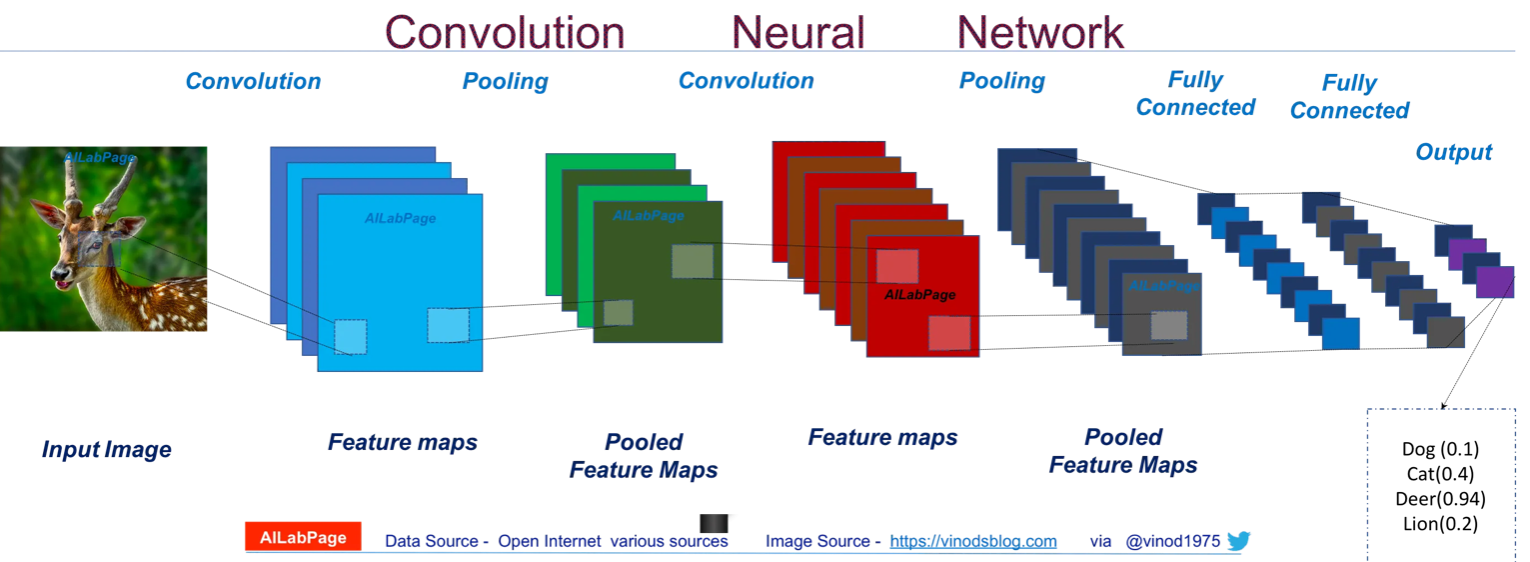 Convolution Neural Network
Convolution
Pooling
Convolution
Pooling
Fully
Connected
Fully
Connected
Output
AILabPage
AILabPage
AILabPage
AILabPage
AILabPage
Input Image
Feature maps
Pooled
Feature Maps
Feature maps
Pooled
Feature Maps
Dog (0.1)
Cat(0.4)
Deer(0.94)
Lion(0.2)
AILabPage
Data Source - Open Internet various sources
Image Source - https://vinodsblog.com
via @vinod1975